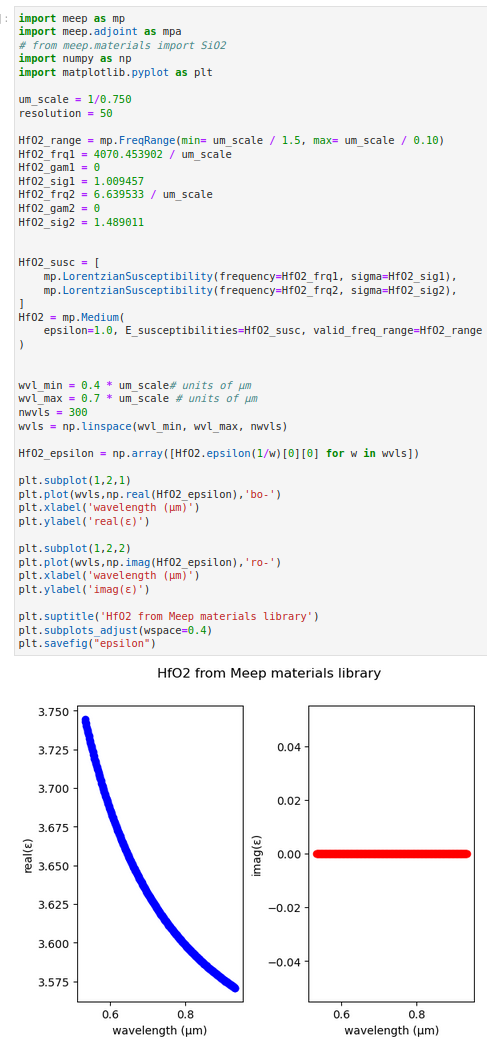 ]:
import meep as mp
import meep.adjoint as mpa
# from meep.materials import SiO2
import numpy as np
import matplotlib.pyplot as plt
um_scale = 1/0.750
resolution = 50
HfO2_range = mp.FreqRange(min= um_scale / 1.5, max= um_scale / 0.10)
HfO2_frq1 = 4070.453902 / um_scale
HfO2_gam1 = 0
HfO2_sig1 = 1.009457
HfO2_frq2 = 6.639533 / um_scale
HfO2_gam2 = 0
HfO2_sig2 = 1.489011
HfO2_susc = [
    mp.LorentzianSusceptibility(frequency=HfO2_frq1, sigma=HfO2_sig1),
    mp.LorentzianSusceptibility(frequency=HfO2_frq2, sigma=HfO2_sig2),
]
HfO2 = mp.Medium(
    epsilon=1.0, E_susceptibilities=HfO2_susc, valid_freq_range=HfO2_range
)
wvl_min = 0.4 * um_scale# units of μm
wvl_max = 0.7 * um_scale # units of μm
nwvls = 300
wvls = np.linspace(wvl_min, wvl_max, nwvls)
HfO2_epsilon = np.array([HfO2.epsilon(1/w)[0][0] for w in wvls])
plt.subplot(1,2,1)
plt.plot(wvls,np.real(HfO2_epsilon),'bo-')
plt.xlabel('wavelength (μm)')
plt.ylabel('real(ε)')
plt.subplot(1,2,2)
plt.plot(wvls,np.imag(HfO2_epsilon),'ro-')
plt.xlabel('wavelength (μm)')
plt.ylabel('imag(ε)')
plt.suptitle('HfO2 from Meep materials library')
plt.subplots_adjust(wspace=0.4)
plt.savefig("epsilon")
HfO2 from Meep materials library
real(ε)
3.750
3.725
3.700
3.675
3.650
3.625
3.600
3.575
0.6 0.8
wavelength (μm)
imag(ε)
0.04
0.02
0.00
−0.02
−0.04
0.6 0.8
wavelength (μm)